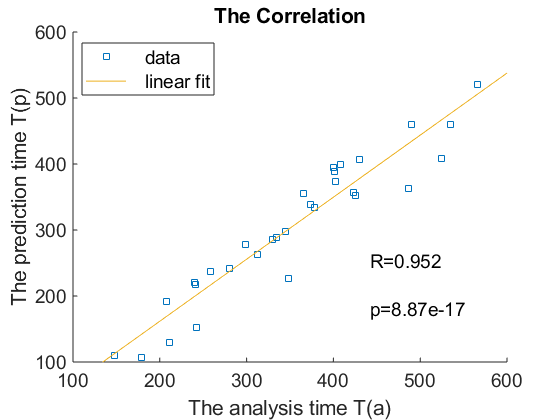 The Correlation
600
500
400
300
200
100
The prediction time T(p)
data
linear fit
R=0.952
p=8.87e-17
100
200
300
400
500
600
The analysis time T(a)